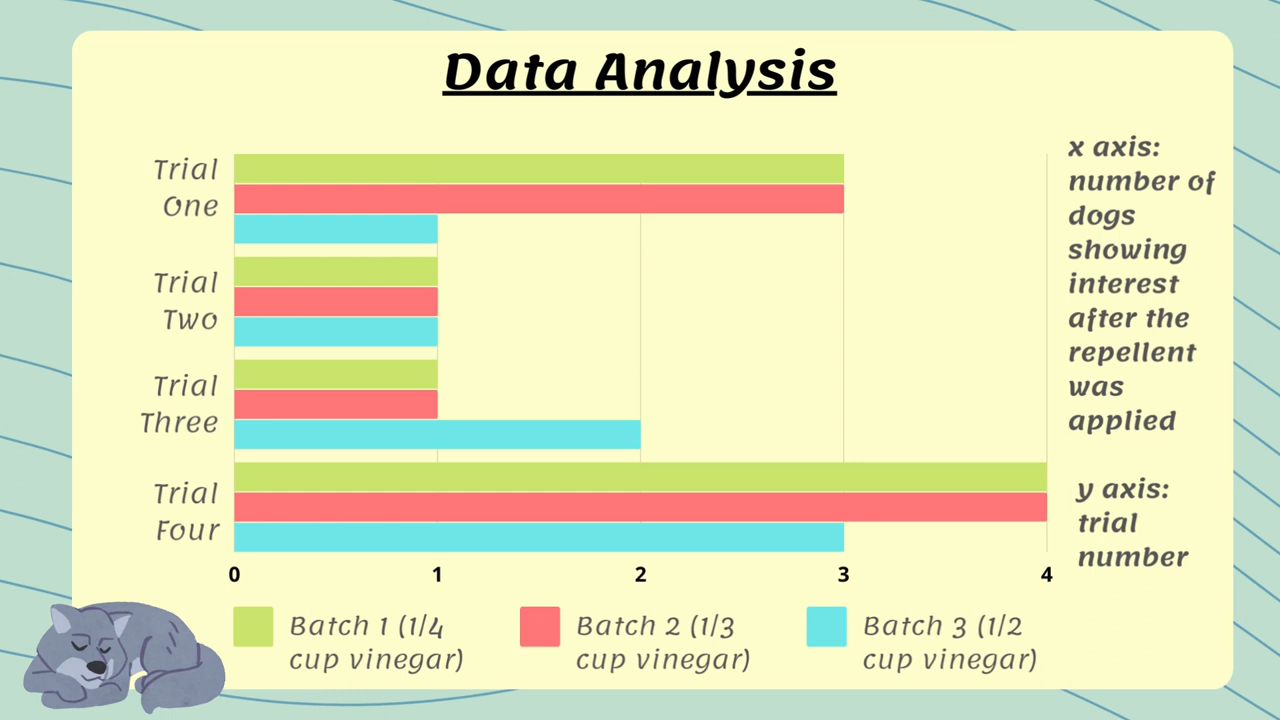 Data Analysis
Trial
One
Trial
Two
Trial
Three
Trial
Four
0 1 2 3 4
x axis:
number of
dogs
showing
interest
after the
repellent
was
applied
y axis:
trial
number
Batch 1 (1/4
cup vinegar)
Batch 2 (1/3
cup vinegar)
Batch 3 (1/2
cup vinegar)